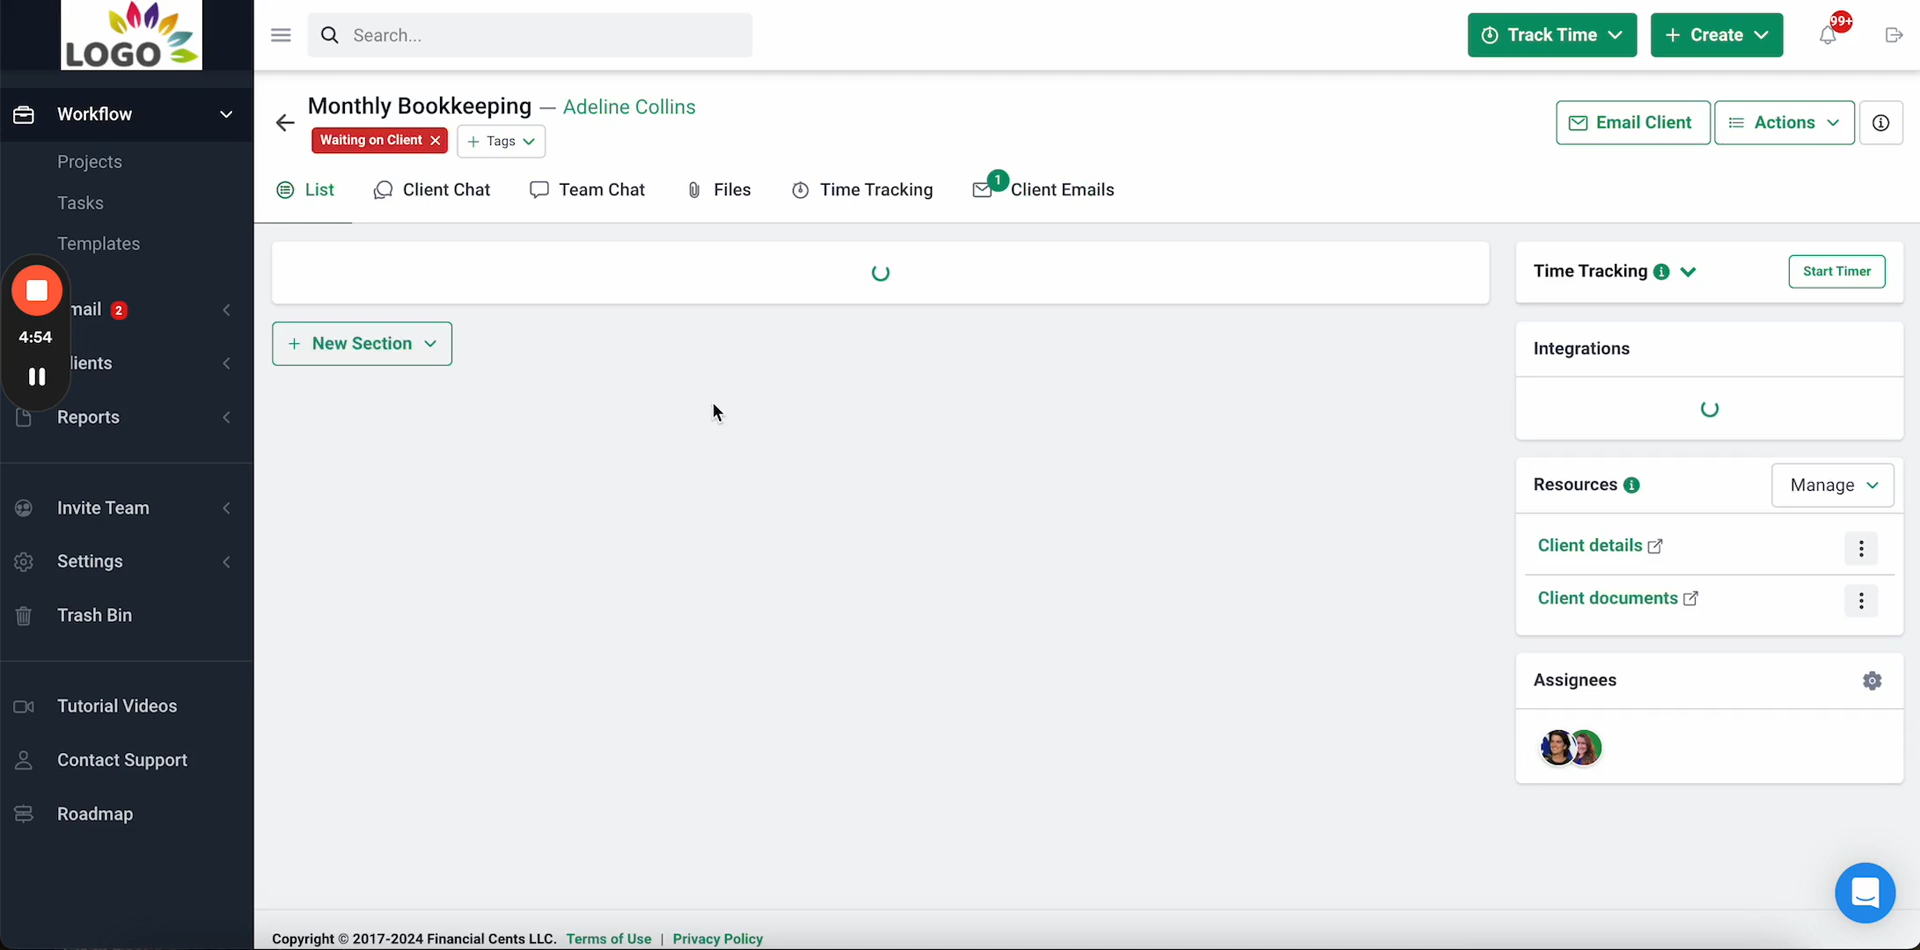 LOGO
Search...
Track Time
Create
99+
Workflow
Projects
Tasks
Templates
mail 2
4:54
lients
Reports
Invite Team
Settings
Trash Bin
Tutorial Videos
Contact Support
Roadmap
Monthly Bookkeeping — Adeline Collins
Waiting on Client
+ Tags
Email Client
Actions
List
Client Chat
Team Chat
Files
Time Tracking
1
Client Emails
+ New Section
Time Tracking
Start Timer
Integrations
Resources
Manage
Client details
Client documents
Assignees
Copyright © 2017-2024 Financial Cents LLC. Terms of Use | Privacy Policy